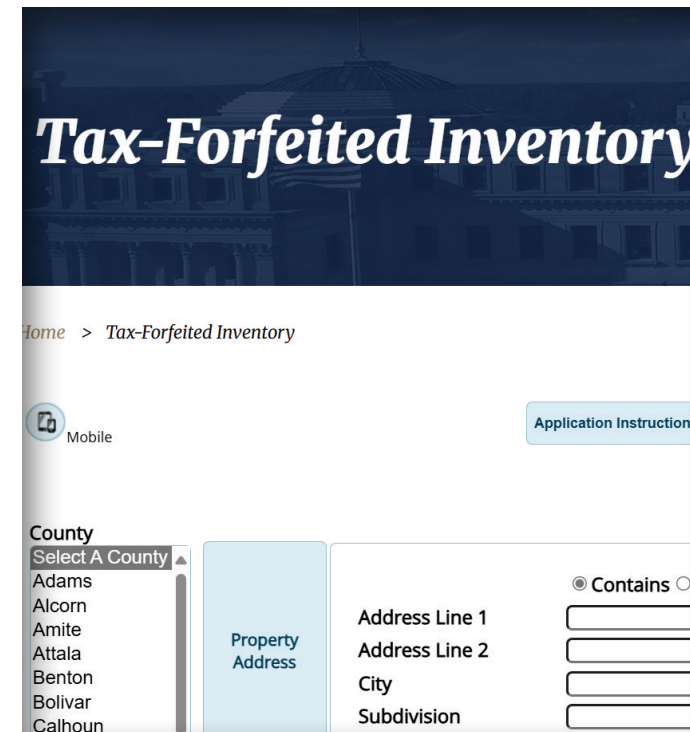 Tax-Forfeited Inventory
Home > Tax-Forfeited Inventory
Mobile
Application Instruction
County
Select A County
Adams
Alcorn
Amite
Attala
Benton
Bolivar
Calhoun
Property
Address
Contains
Address Line 1
Address Line 2
City
Subdivision